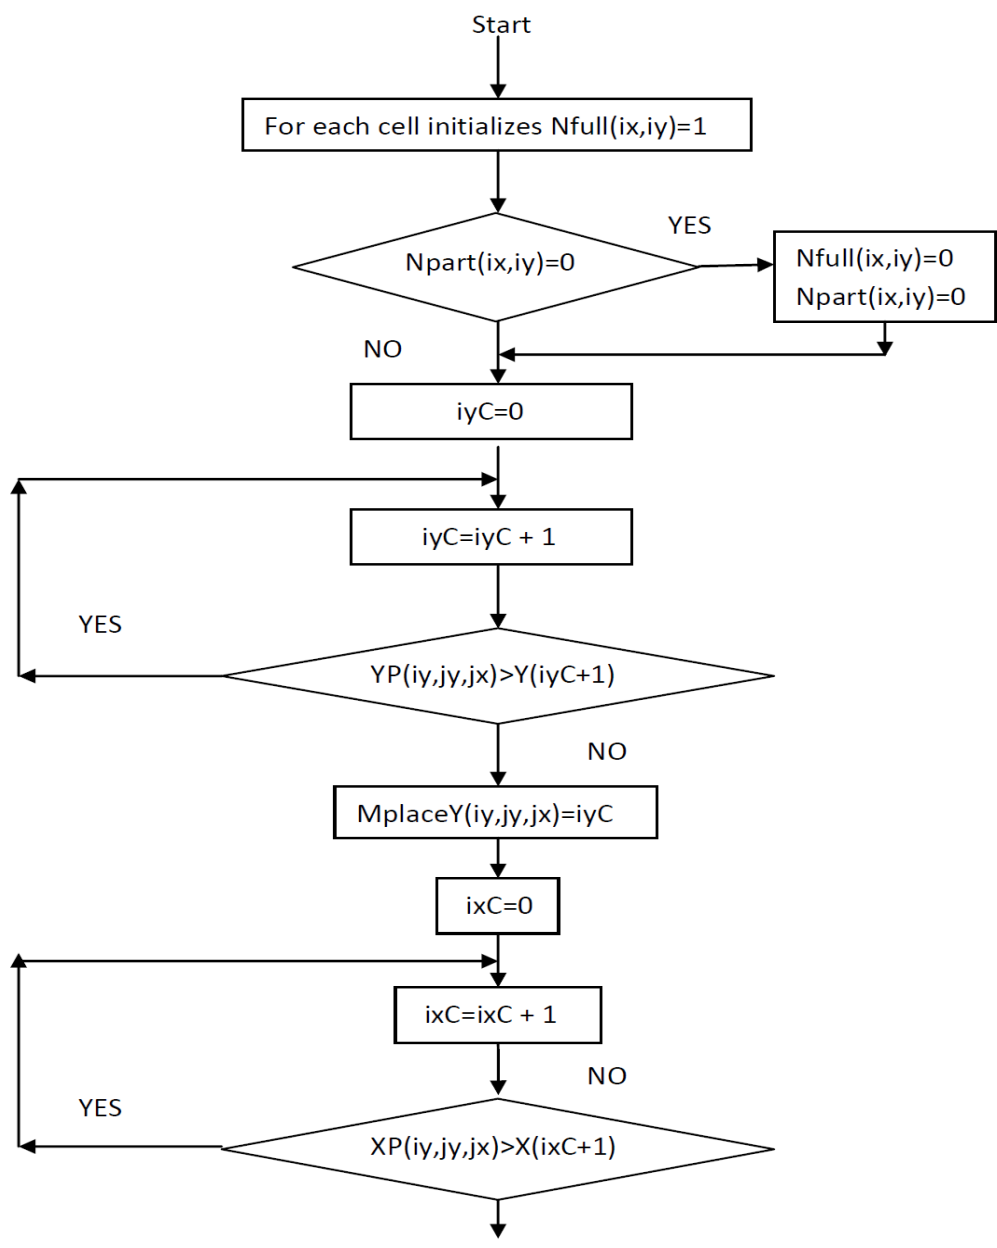 Start
For each cell initializes Nfull(ix,iy)=1
YES
Npart(ix,iy)=0
Nfull(ix,iy)=0
Npart(ix,iy)=0
NO
iyC=0
iyC=iyC + 1
YES
YP(iy,jy,jx)>Y(iyC+1)
NO
MplaceY(iy,jy,jx)=iyC
ixC=0
ixC=ixC + 1
NO
YES
XP(iy,jy,jx)>X(ixC+1)